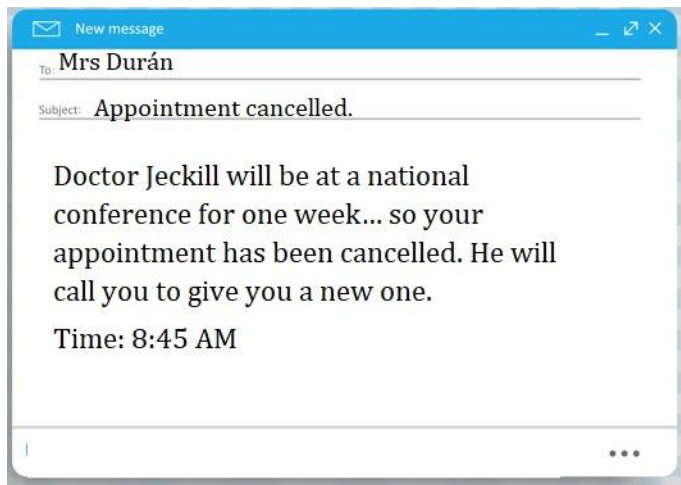 New message
To: Mrs Durán
Subject: Appointment cancelled.
Doctor Jeckill will be at a national
conference for one week... so your
appointment has been cancelled. He will
call you to give you a new one.
Time: 8:45 AM